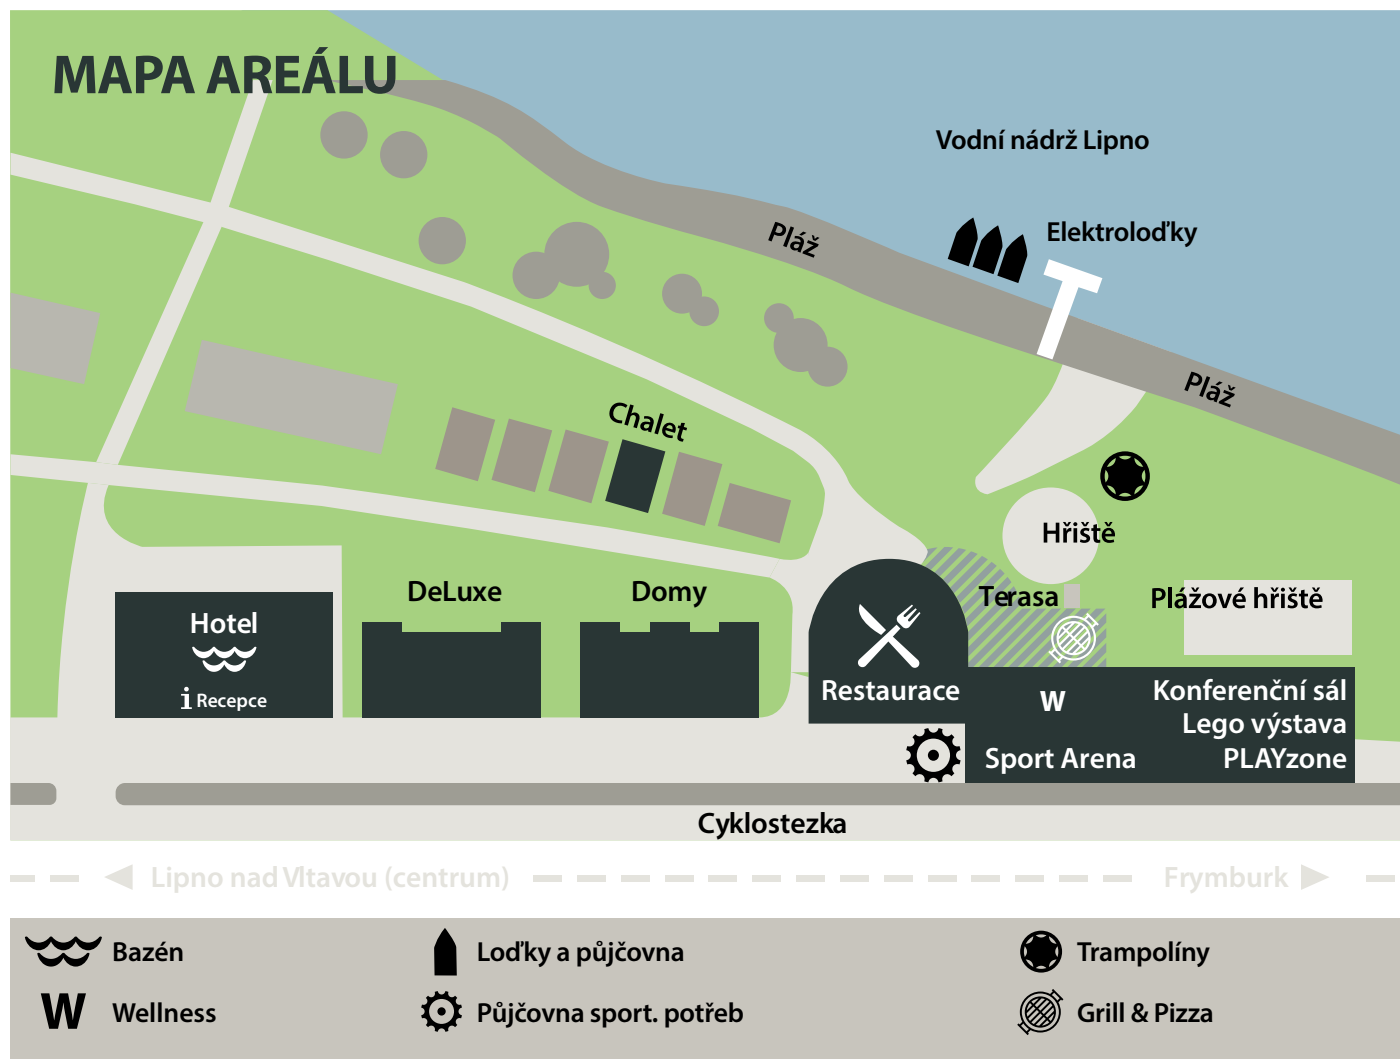 MAPA AREÁLU
Vodní nádrž Lipno
Elektroloďky
Pláž
Pláž
Chalet
Hřiště
DeLuxe
Domy
Terasa
Plážové hřiště
Hotel
i Recepce
Restaurace
W
Konferenční sál
Lego výstava
Sport Arena
PLAYzone
Cyklostezka
Lipno nad Vltavou (centrum)
Frymburk
Bazén
Loďky a půjčovna
Trampolíny
W Wellness
Půjčovna sport. potřeb
Grill & Pizza